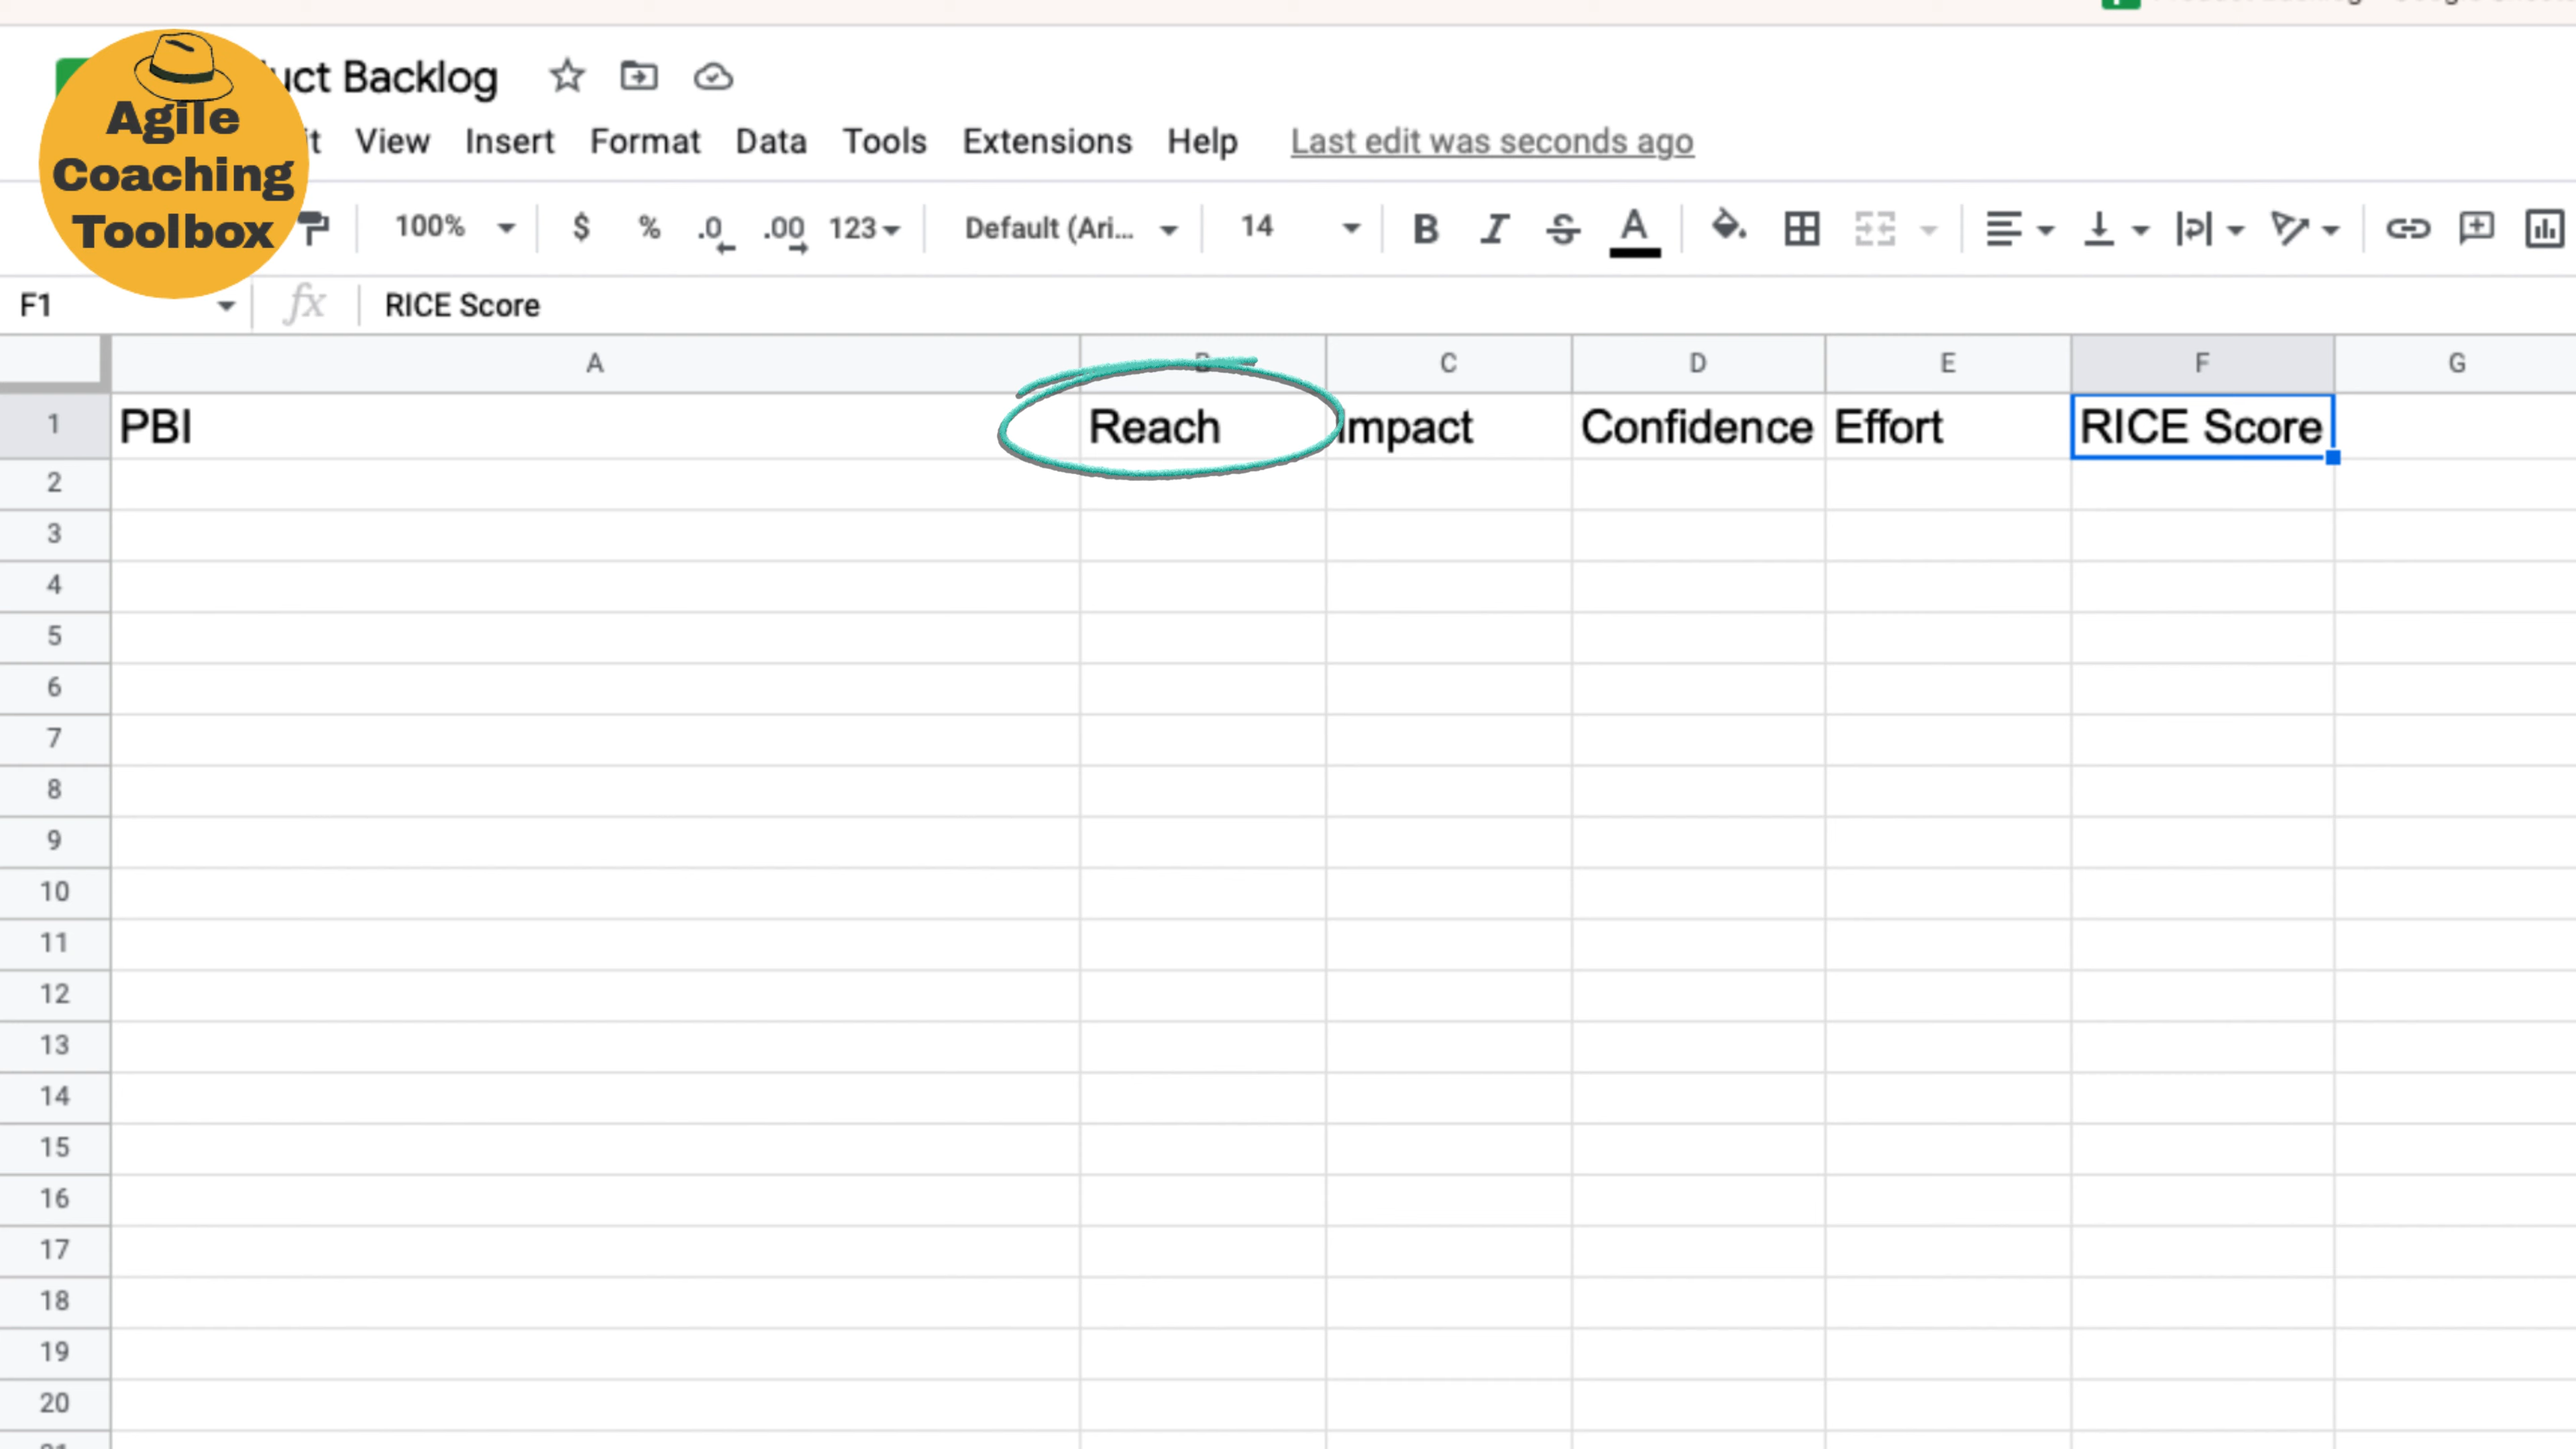 uct Backlog
Agile
Coaching
Toolbox
t View Insert Format Data Tools Extensions Help Last edit was seconds ago
100% $ % .0 .00 123 Default (Ari... 14 B I S A
F1 fx RICE Score
A B C D E F G
1 PBI Reach Impact Confidence Effort RICE Score
2
3
4
5
6
7
8
9
10
11
12
13
14
15
16
17
18
19
20